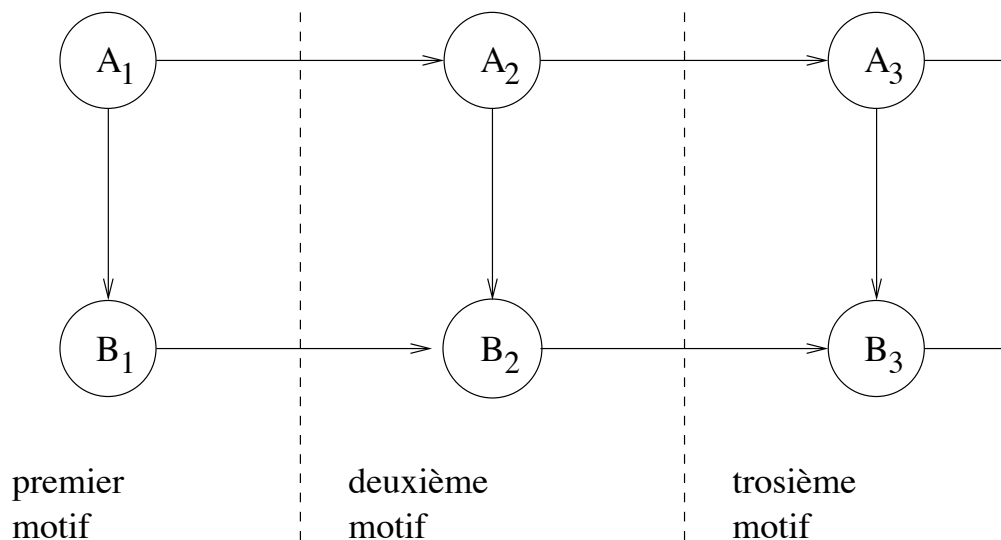 A1 A2 A3
B1 B2 B3
premier deuxième trosième
motif motif motif